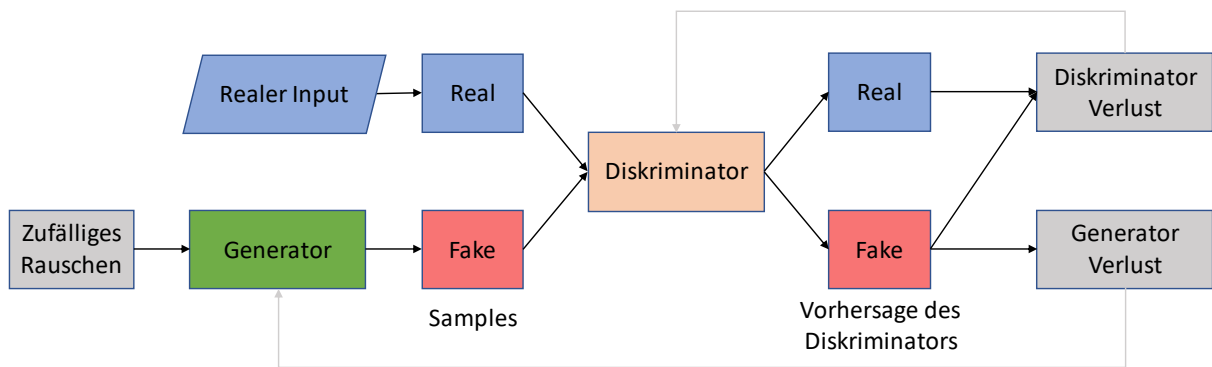 Realer Input
Real
Real
Diskriminator
Verlust
Diskriminator
Zufälliges
Rauschen
Generator
Fake
Fake
Generator
Verlust
Samples
Vorhersage des
Diskriminators